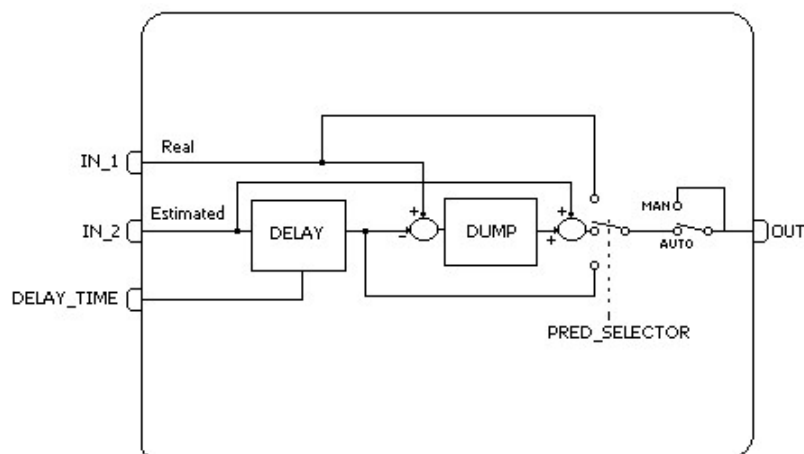 Real
IN_1
Estimated
+
+
MAN
IN_2
DELAY
-
DUMP
+
AUTO
OUT
DELAY_TIME
PRED_SELECTOR